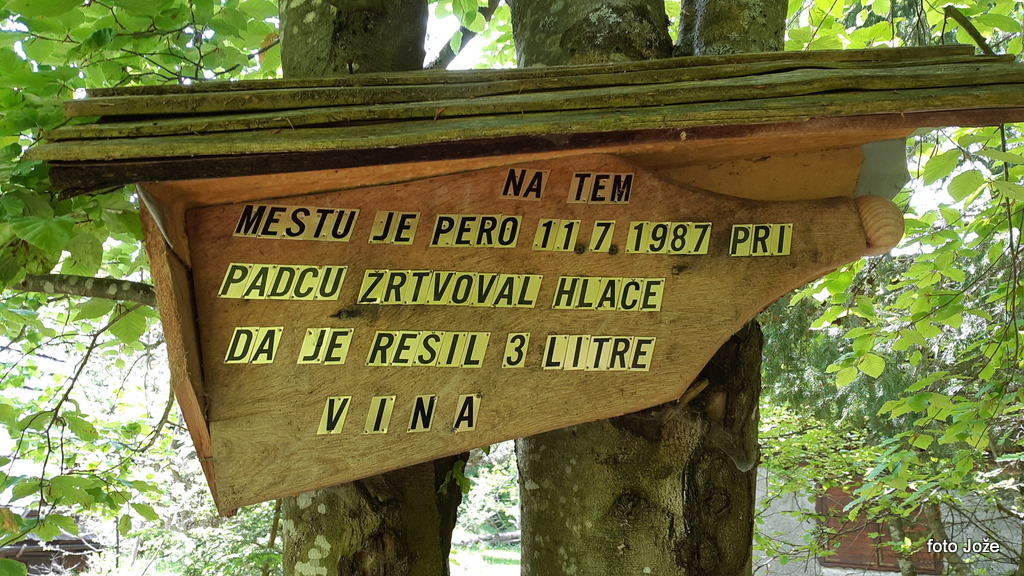 NA TEM
MESTU JE PERO 11.7.1987 PRI
PADCU ZRTVOVAL HLACE
DA JE RESIL 3 LITRE
VINA
foto Jože